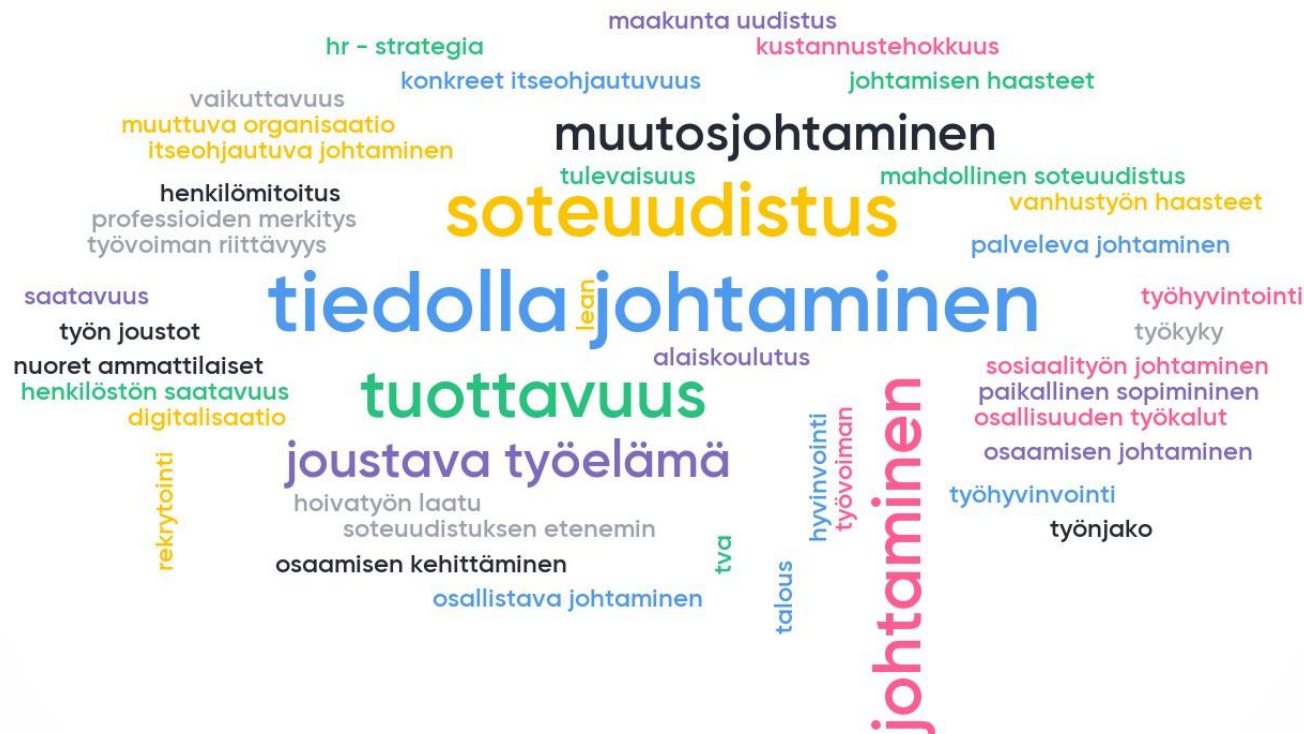 maakunta uudistus
hr - strategia
kustannustehokkuus
konkreet itseohjautuvuus
johtamisen haasteet
vaikuttavuus
muuttuva organisaatio
itseohjautuva johtaminen
muutosjohtaminen
tulevaisuus
mahdollinen soteuudistus
henkilömitoitus
soteuudistus
vanhustyön haasteet
professioiden merkitys
työvoiman riittävyys
palveleva johtaminen
saatavuus
tiedolla johtaminen
lean
työhyvintointi
työn joustot
työkyky
alaiskoulutus
nuoret ammattilaiset
sosiaalityön johtaminen
henkilöstön saatavuus
tuottavuus
paikallinen sopimininen
digitalisaatio
osallisuuden työkalut
joustava työelämä
osaamisen johtaminen
rekrytointi
hyvinvointi
työvoiman
johtaminen
hoivatyön laatu
työhyvinvointi
soteuudistuksen etenemin
työnjako
tva
osaamisen kehittäminen
talous
osallistava johtaminen